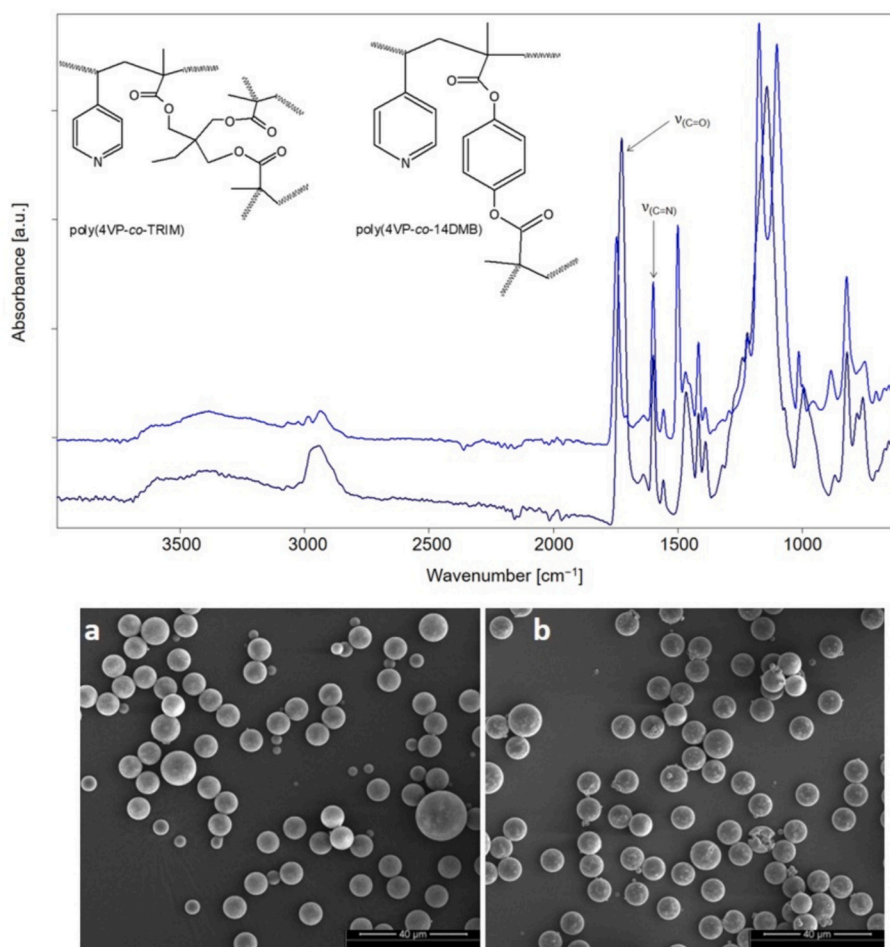 O
O
O
O
O
O
N
poly(4VP-co-TRIM)
O
O
O
O
N
poly(4VP-co-14DMB)
ν(C=O)
ν(C=N)
Absorbance [a.u.]
3500 3000 2500 2000 1500 1000
Wavenumber [cm⁻¹]
a
40 µm
b
40 µm